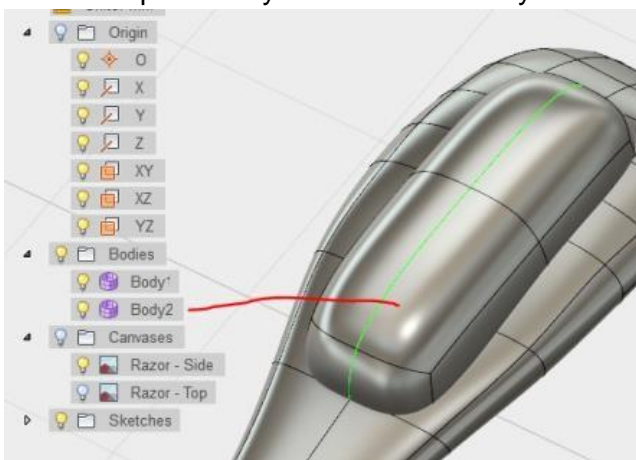 Origin
O
X
Y
Z
XY
XZ
YZ
Bodies
Body1
Body2
Canvases
Razor - Side
Razor - Top
Sketches